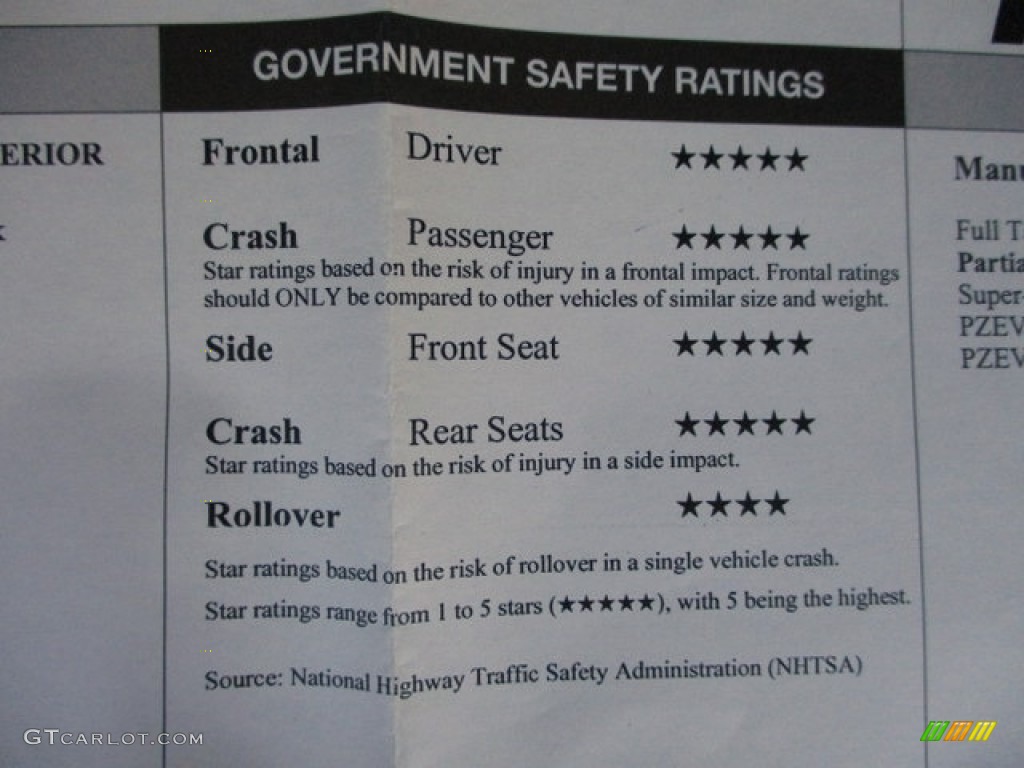 GOVERNMENT SAFETY RATINGS
ERIOR
Frontal Driver ★★★★★
Manu
Crash Passenger ★★★★★
Full T
Star ratings based on the risk of injury in a frontal impact. Frontal ratings
Partia
should ONLY be compared to other vehicles of similar size and weight.
Super-
PZEV
Side Front Seat ★★★★★
PZEV
Crash Rear Seats ★★★★★
Star ratings based on the risk of injury in a side impact.
Rollover ★★★★
Star ratings based on the risk of rollover in a single vehicle crash.
Star ratings range from 1 to 5 stars (★★★★★), with 5 being the highest.
Source: National Highway Traffic Safety Administration (NHTSA)
GTCARLOT.COM